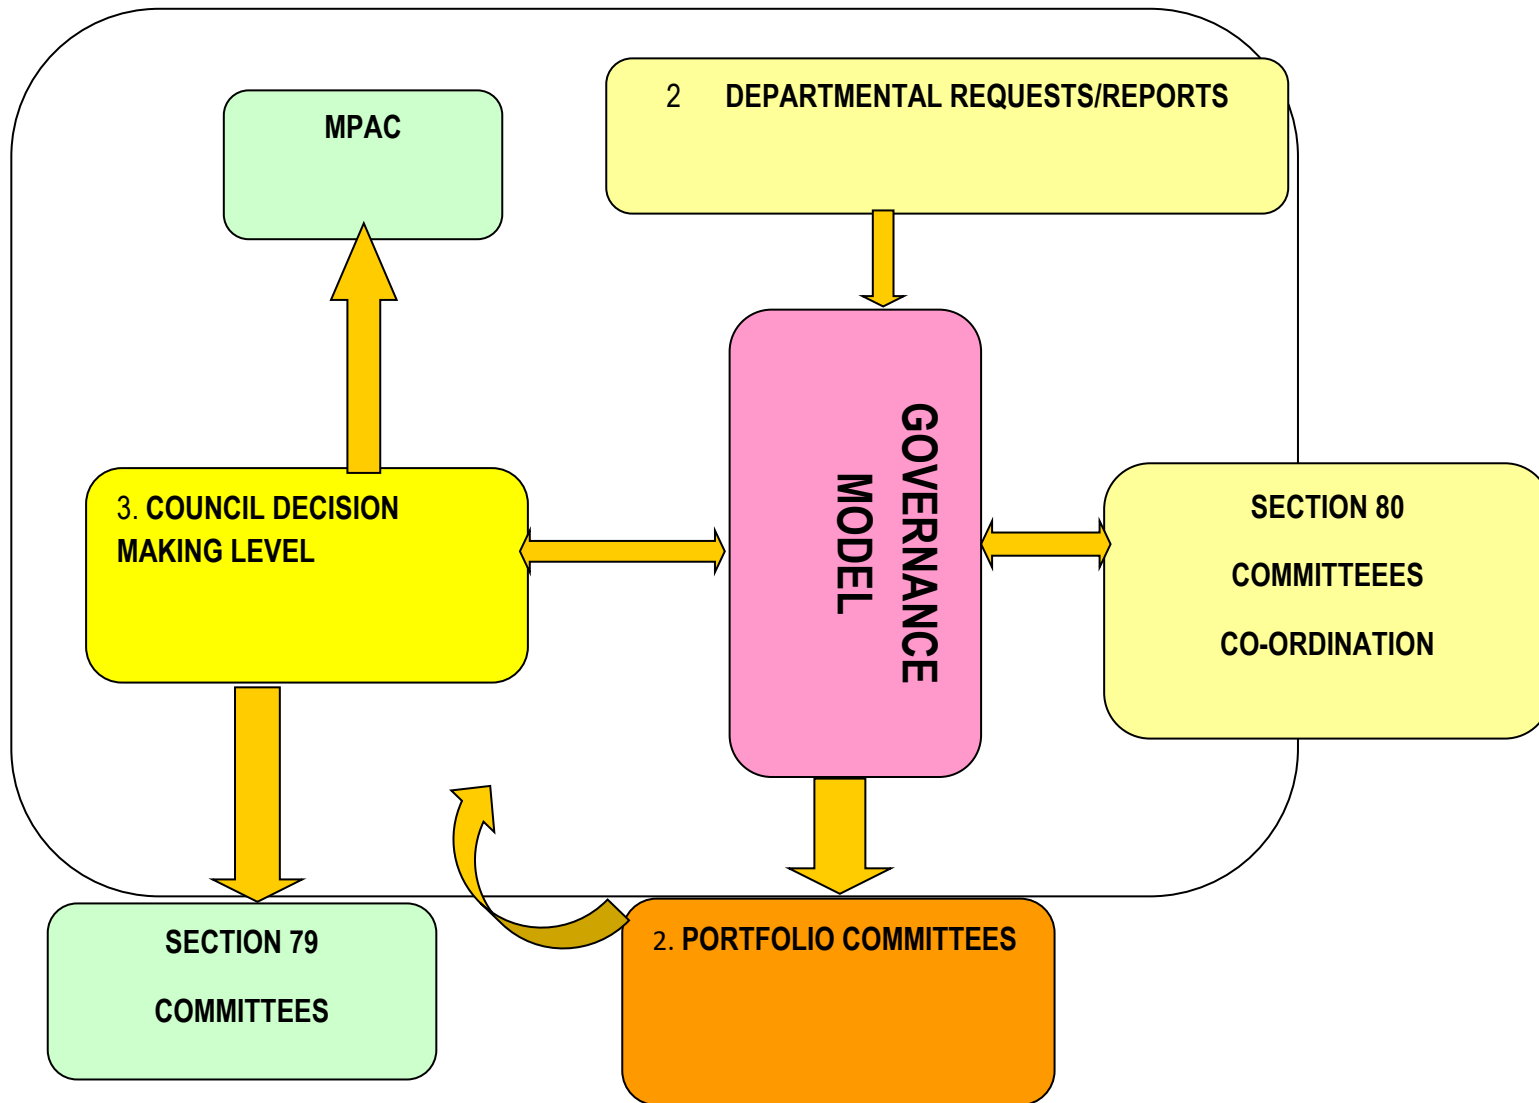 2 DEPARTMENTAL REQUESTS/REPORTS
MPAC
GOVERNANCE
MODEL
3. COUNCIL DECISION
MAKING LEVEL
SECTION 80
COMMITTEEES
CO-ORDINATION
SECTION 79
COMMITTEES
2. PORTFOLIO COMMITTEES